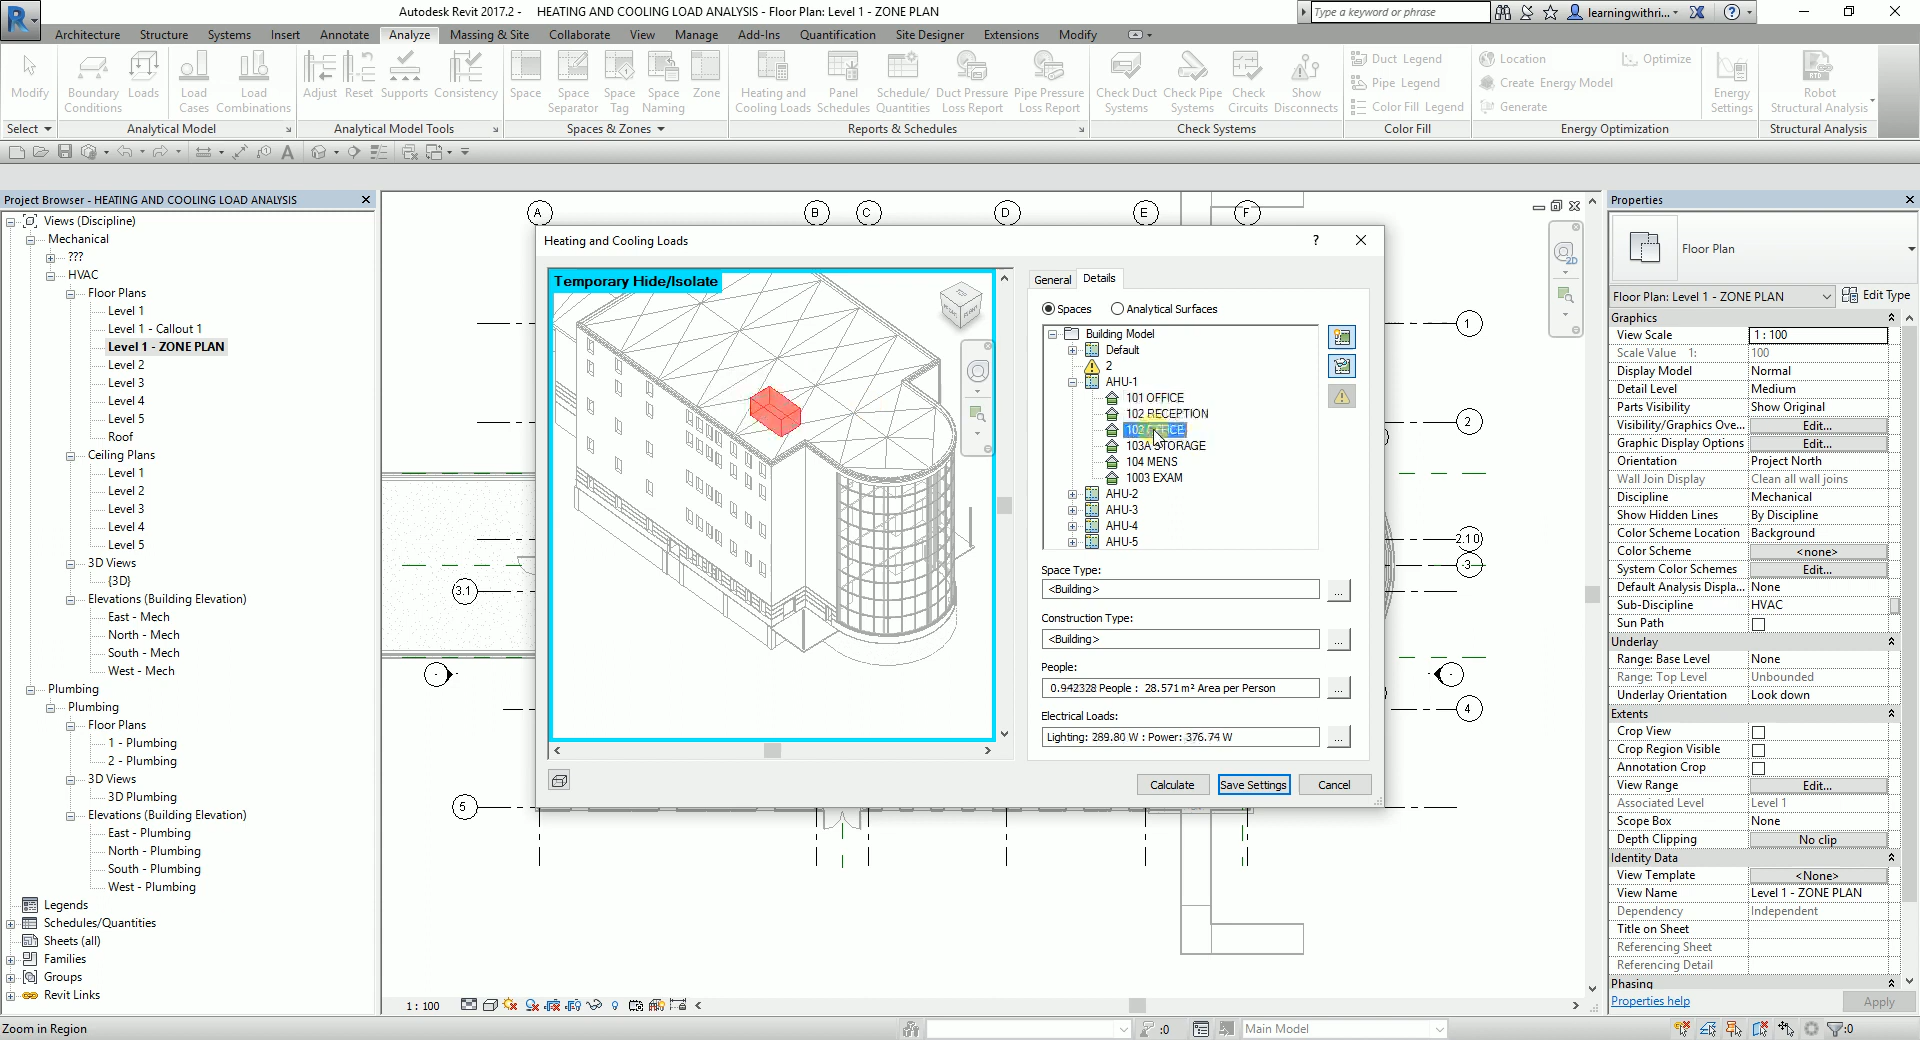 Autodesk Revit 2017.2 - HEATING AND COOLING LOAD ANALYSIS - Floor Plan: Level 1 - ZONE PLAN
Type a keyword or phrase
learningwithri...
Architecture Structure Systems Insert Annotate Analyze Massing & Site Collaborate View Manage Add-Ins Quantification Site Designer Extensions Modify
Modify
Boundary Conditions
Loads
Load Cases
Load Combinations
Adjust
Reset
Supports
Consistency
Space
Space Separator
Space Tag
Space Naming
Zone
Heating and Cooling Loads
Panel Schedules
Schedule/ Quantities
Duct Pressure Loss Report
Pipe Pressure Loss Report
Check Duct Systems
Check Pipe Systems
Check Circuits
Show Disconnects
Duct Legend
Pipe Legend
Color Fill Legend
Location
Create Energy Model
Generate
Optimize
Energy Settings
Robot Structural Analysis
Select
Analytical Model
Analytical Model Tools
Spaces & Zones
Reports & Schedules
Check Systems
Color Fill
Energy Optimization
Structural Analysis
Project Browser - HEATING AND COOLING LOAD ANALYSIS
Views (Discipline)
Mechanical
???
HVAC
Floor Plans
Level 1
Level 1 - Callout 1
Level 1 - ZONE PLAN
Level 2
Level 3
Level 4
Level 5
Roof
Ceiling Plans
Level 1
Level 2
Level 3
Level 4
Level 5
3D Views
{3D}
Elevations (Building Elevation)
East - Mech
North - Mech
South - Mech
West - Mech
Plumbing
Plumbing
Floor Plans
1 - Plumbing
2 - Plumbing
3D Views
3D Plumbing
Elevations (Building Elevation)
East - Plumbing
North - Plumbing
South - Plumbing
West - Plumbing
Legends
Schedules/Quantities
Sheets (all)
Families
Groups
Revit Links
A B C D E F
3.1
5
1
2
2.1
3
4
Heating and Cooling Loads
Temporary Hide/Isolate
TOP
FRONT
General Details
Spaces Analytical Surfaces
Building Model
Default
2
AHU-1
101 OFFICE
102 RECEPTION
102 OFFICE
103A STORAGE
104 MENS
1003 EXAM
AHU-2
AHU-3
AHU-4
AHU-5
Space Type:
<Building>
Construction Type:
<Building>
People:
0.942328 People : 28.571 m² Area per Person
Electrical Loads:
Lighting: 289.80 W : Power: 376.74 W
Calculate Save Settings Cancel
Properties
Floor Plan
Floor Plan: Level 1 - ZONE PLAN Edit Type
Graphics
View Scale 1 : 100
Scale Value 1: 100
Display Model Normal
Detail Level Medium
Parts Visibility Show Original
Visibility/Graphics Ove... Edit...
Graphic Display Options Edit...
Orientation Project North
Wall Join Display Clean all wall joins
Discipline Mechanical
Show Hidden Lines By Discipline
Color Scheme Location Background
Color Scheme <none>
System Color Schemes Edit...
Default Analysis Displa... None
Sub-Discipline HVAC
Sun Path
Underlay
Range: Base Level None
Range: Top Level Unbounded
Underlay Orientation Look down
Extents
Crop View
Crop Region Visible
Annotation Crop
View Range Edit...
Associated Level Level 1
Scope Box None
Depth Clipping No clip
Identity Data
View Template <None>
View Name Level 1 - ZONE PLAN
Dependency Independent
Title on Sheet
Referencing Sheet
Referencing Detail
Phasing
Properties help Apply
1 : 100
Zoom in Region
:0
Main Model
:0